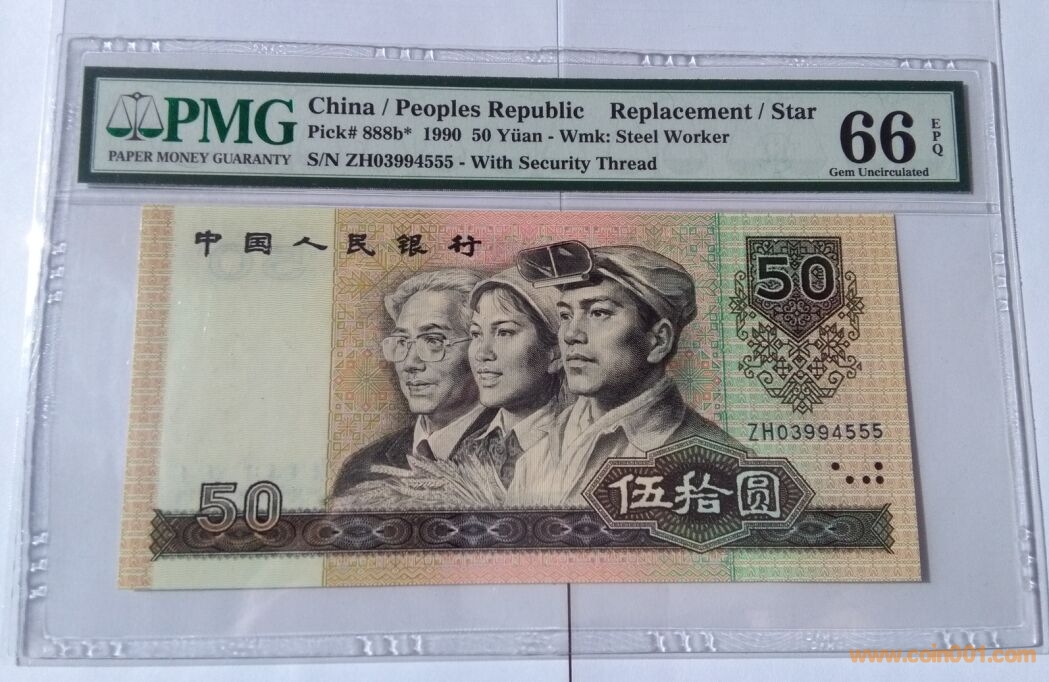 PMG
PAPER MONEY GUARANTY
China / Peoples Republic Replacement / Star
Pick# 888b* 1990 50 Yüan - Wmk: Steel Worker
S/N ZH03994555 - With Security Thread
66
EPQ
Gem Uncirculated
中国人民银行
50
ZH03994555
50
伍拾圆
www.coin001.com